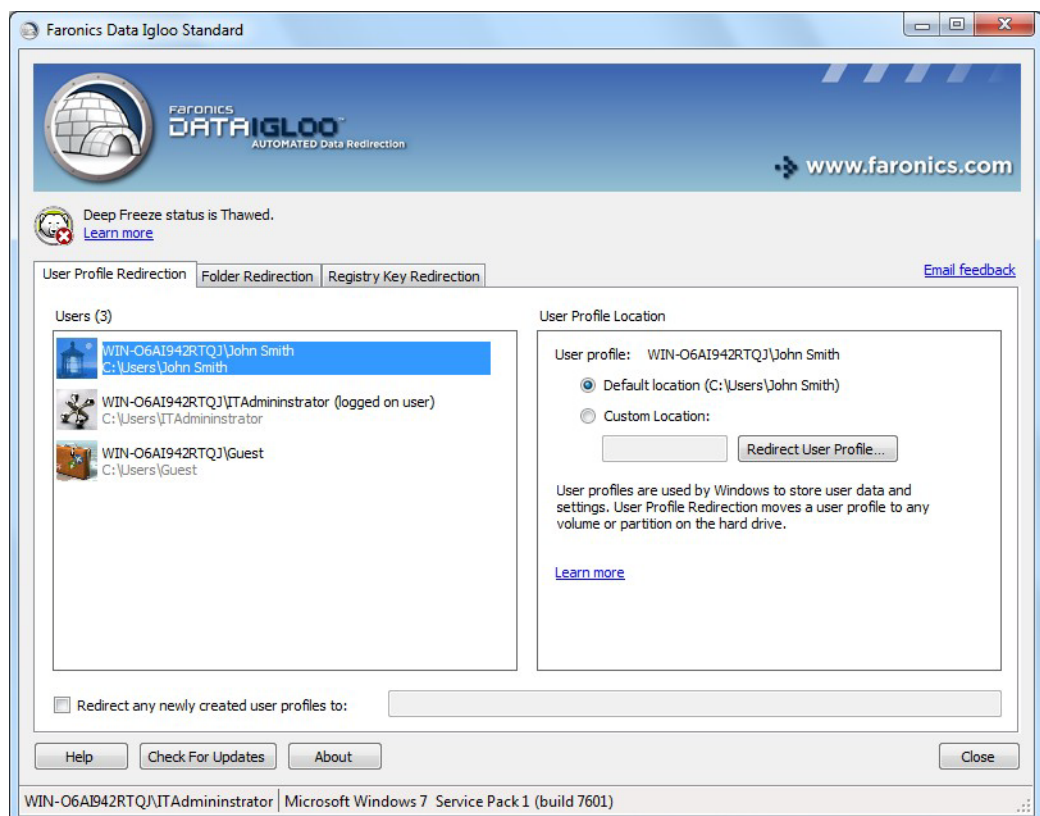 Faronics Data Igloo Standard
Faronics
DATAIGLOO™
AUTOMATED Data Redirection
www.faronics.com
Deep Freeze status is Thawed.
Learn more
User Profile Redirection
Folder Redirection
Registry Key Redirection
Email feedback
Users (3)
WIN-O6AI942RTQJ\John Smith
C:\Users\John Smith
WIN-O6AI942RTQJ\ITAdmininstrator (logged on user)
C:\Users\ITAdmininstrator
WIN-O6AI942RTQJ\Guest
C:\Users\Guest
User Profile Location
User profile: WIN-O6AI942RTQJ\John Smith
Default location (C:\Users\John Smith)
Custom Location:
Redirect User Profile...
User profiles are used by Windows to store user data and
settings. User Profile Redirection moves a user profile to any
volume or partition on the hard drive.
Learn more
Redirect any newly created user profiles to:
Help
Check For Updates
About
Close
WIN-O6AI942RTQJ\ITAdmininstrator
Microsoft Windows 7 Service Pack 1 (build 7601)